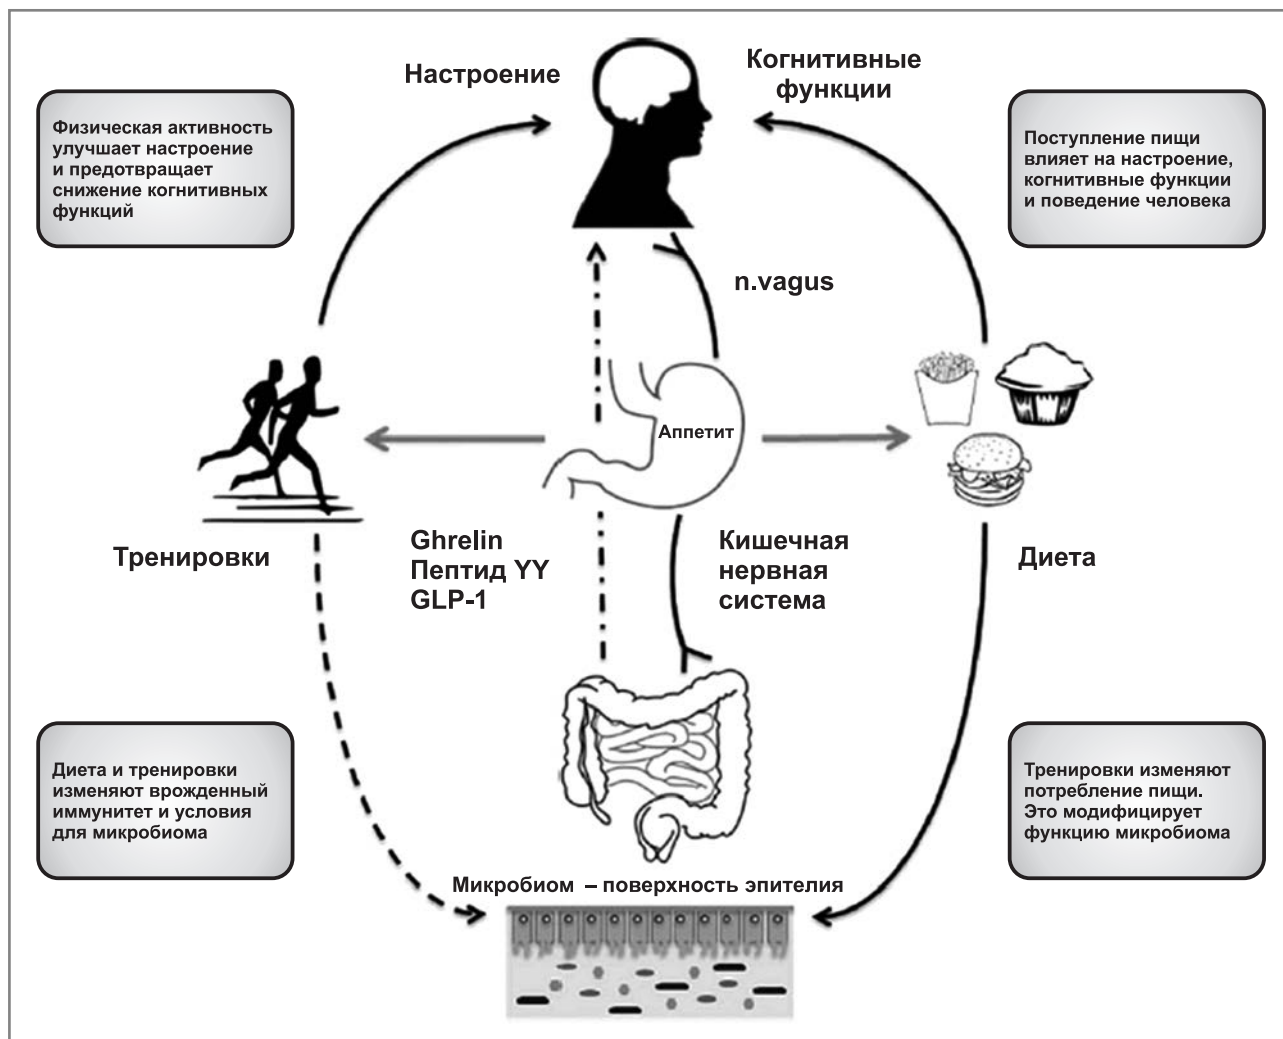 Настроение
Когнитивные
функции
Физическая активность
улучшает настроение
и предотвращает
снижение когнитивных
функций
Поступление пищи
влияет на настроение,
когнитивные функции
и поведение человека
n.vagus
Аппетит
Тренировки
Ghrelin
Пептид YY
GLP-1
Кишечная
нервная
система
Диета
Диета и тренировки
изменяют врожденный
иммунитет и условия
для микробиома
Тренировки изменяют
потребление пищи.
Это модифицирует
функцию микробиома
Микробиом – поверхность эпителия